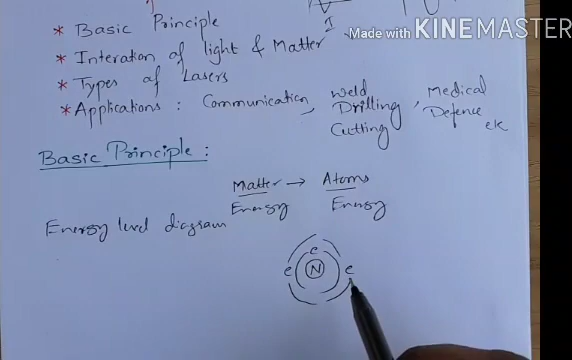 * Basic Principle
* Interation of light & Matter
* Types of Lasers
* Applications : Communication, Weld Drilling Cutting, Medical Defence etc
Basic Principle :
Matter → Atoms
Energy Energy
Energy level diagram
e
e N e
Made with KINEMASTER